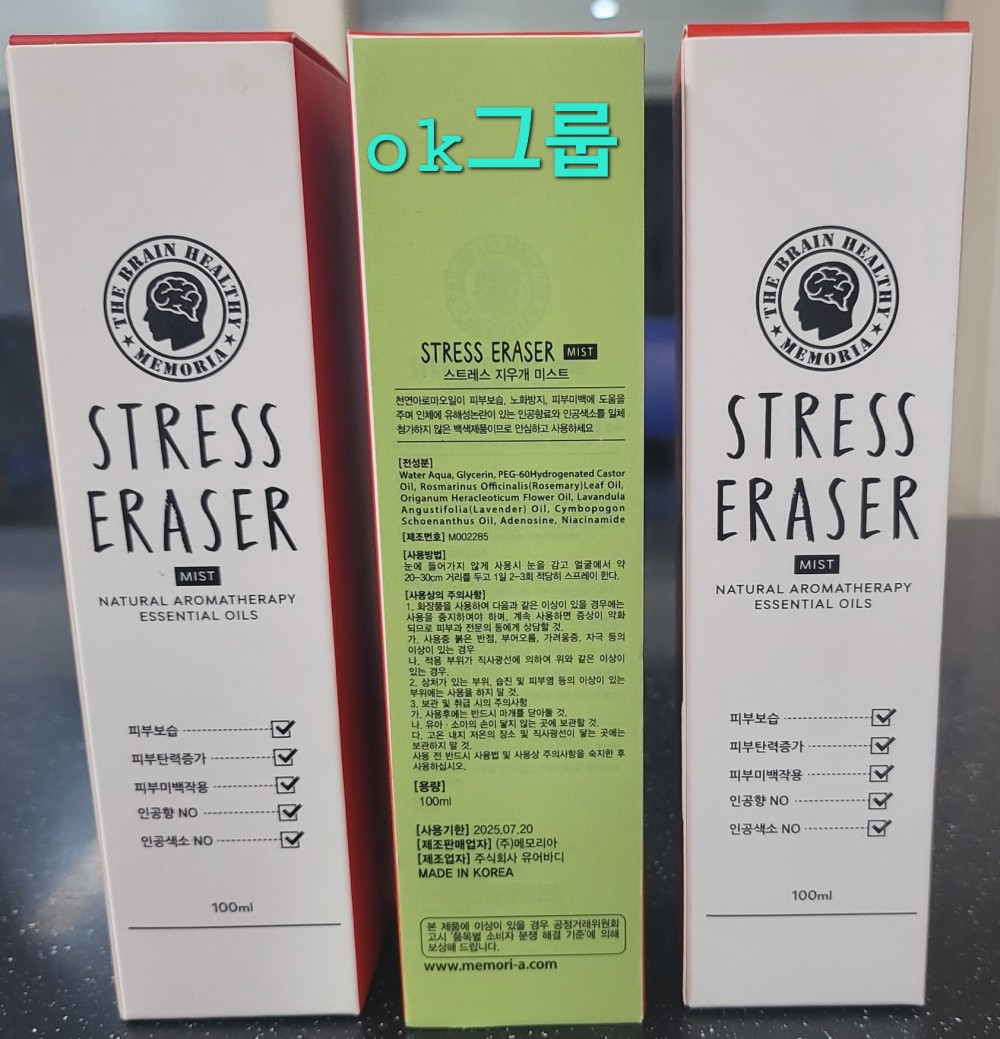 THE BRAIN HEALTHY
★ MEMORIA ★
STRESS
ERASER
MIST
NATURAL AROMATHERAPY
ESSENTIAL OILS
피부보습
피부탄력증가
피부미백작용
인공향 NO
인공색소 NO
100ml
ok그룹
STRESS ERASER MIST
스트레스 지우개 미스트
천연아로마오일이 피부보습, 노화방지, 피부미백에 도움을
주며 인체에 유해성논란이 있는 인공향료와 인공색소를 일체
첨가하지 않은 백색제품이므로 안심하고 사용하세요
[전성분]
Water Aqua, Glycerin, PEG-60Hydrogenated Castor
Oil, Rosmarinus Officinalis(Rosemary)Leaf Oil,
Origanum Heracleoticum Flower Oil, Lavandula
Angustifolia(Lavender) Oil, Cymbopogon
Schoenanthus Oil, Adenosine, Niacinamide
[제조번호] M002285
[사용방법]
눈에 들어가지 않게 사용시 눈을 감고 얼굴에서 약
20-30cm 거리를 두고 1일 2-3회 적당히 스프레이 한다.
[사용상의 주의사항]
1. 화장품을 사용하여 다음과 같은 이상이 있을 경우에는
사용을 중지하여야 하며, 계속 사용하면 증상이 악화
되므로 피부과 전문의 등에게 상담할 것.
가. 사용중 붉은 반점, 부어오름, 가려움증, 자극 등의
이상이 있는 경우
나. 적용 부위가 직사광선에 의하여 위와 같은 이상이
있는 경우.
2. 상처가 있는 부위, 습진 및 피부염 등의 이상이 있는
부위에는 사용을 하지 말 것.
3. 보관 및 취급 시의 주의사항
가. 사용후에는 반드시 마개를 닫아둘 것.
나. 유아·소아의 손이 닿지 않는 곳에 보관할 것.
다. 고온 내지 저온의 장소 및 직사광선이 닿는 곳에는
보관하지 말 것.
사용 전 반드시 사용법 및 사용상 주의사항을 숙지한 후
사용하십시오.
[용량]
100ml
[사용기한] 2025.07.20
[제조판매업자] (주)메모리아
[제조업자] 주식회사 유어바디
MADE IN KOREA
본 제품에 이상이 있을 경우 공정거래위원회
고시 '품목별 소비자 분쟁 해결 기준'에 의해
보상해 드립니다.
www.memori-a.com
THE BRAIN HEALTHY
★ MEMORIA ★
STRESS
ERASER
MIST
NATURAL AROMATHERAPY
ESSENTIAL OILS
피부보습
피부탄력증가
피부미백작용
인공향 NO
인공색소 NO
100ml